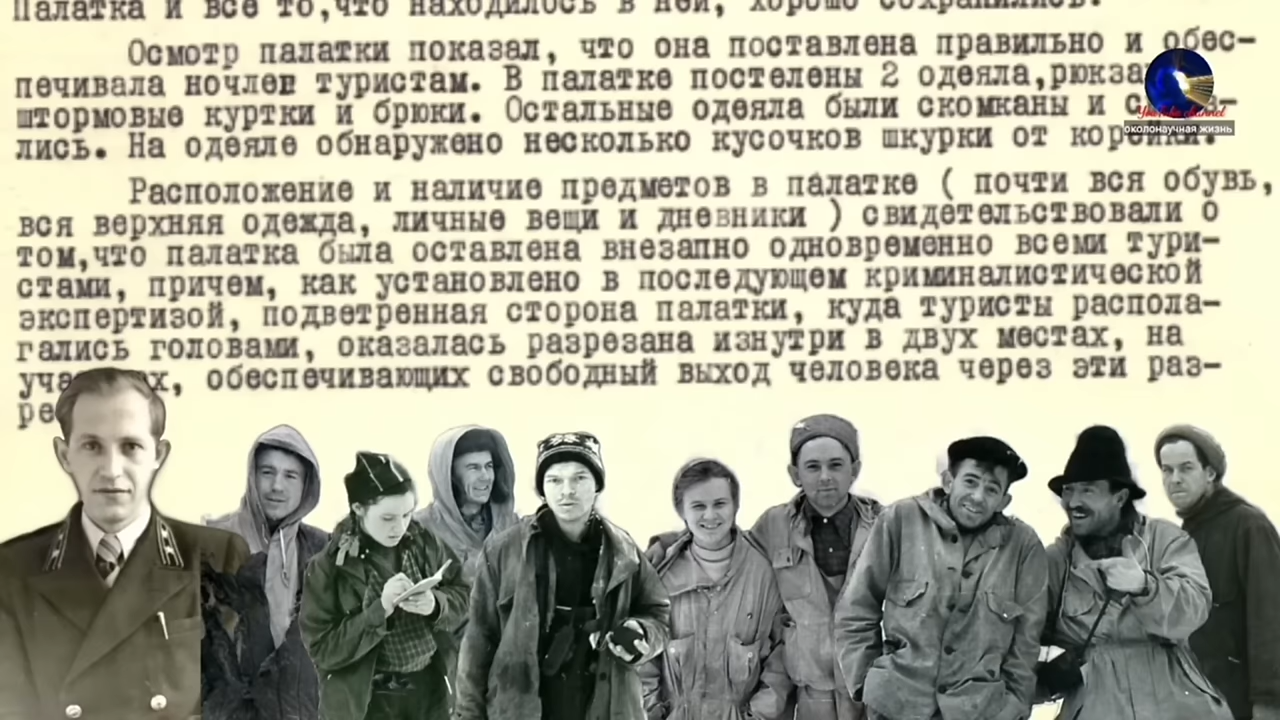 Палатка и все то,что находилось в ней, хорошо сохранились.
Осмотр палатки показал, что она поставлена правильно и обес-
печивала ночлег туристам. В палатке постелены 2 одеяла,
штормовые куртки и брюки. Остальные одеяла были скомканы и
лись. На одеяле обнаружено несколько кусочков шкурки от корейки.
Расположение и наличие предметов в палатке ( почти вся обувь,
вся верхняя одежда, личные вещи и дневники ) свидетельствовали о
том,что палатка была оставлена внезапно одновременно всеми тури-
стами, причем, как установлено в последующем криминалистической
экспертизой, подветренная сторона палатки, куда туристы распола-
гались головами, оказалась разрезана изнутри в двух местах, на
обеспечивающих свободный выход человека через эти раз-
Youtube channel
околонаучная жизнь